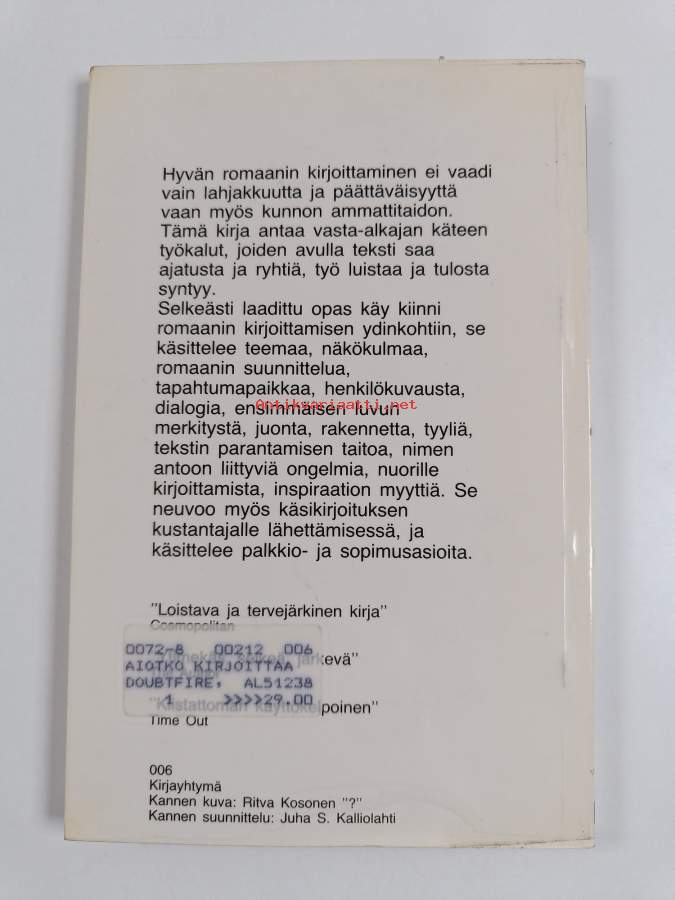 Hyvän romaanin kirjoittaminen ei vaadi
vain lahjakkuutta ja päättäväisyyttä
vaan myös kunnon ammattitaidon.
Tämä kirja antaa vasta-alkajan käteen
työkalut, joiden avulla teksti saa
ajatusta ja ryhtiä, työ luistaa ja tulosta
syntyy.
Selkeästi laadittu opas käy kiinni
romaanin kirjoittamisen ydinkohtiin, se
käsittelee teemaa, näkökulmaa,
romaanin suunnittelua,
tapahtumapaikkaa, henkilökuvausta,
Antikvariaatti.net
dialogia, ensimmäisen luvun
merkitystä, juonta, rakennetta, tyyliä,
tekstin parantamisen taitoa, nimen
antoon liittyviä ongelmia, nuorille
kirjoittamista, inspiraation myyttiä. Se
neuvoo myös käsikirjoituksen
kustantajalle lähettämisessä, ja
käsittelee palkkio- ja sopimusasioita.
"Loistava ja tervejärkinen kirja"
Cosmopolitan
0072-8 00212 006
selkeä järkevä"
AIOTKO KIRJOITTAA
DOUBTFIRE, AL51238
1 >>>>29.00
"Kiistattoman käyttökelpoinen"
Time Out
006
Kirjayhtymä
Kannen kuva: Ritva Kosonen "?"
Kannen suunnittelu: Juha S. Kalliolahti